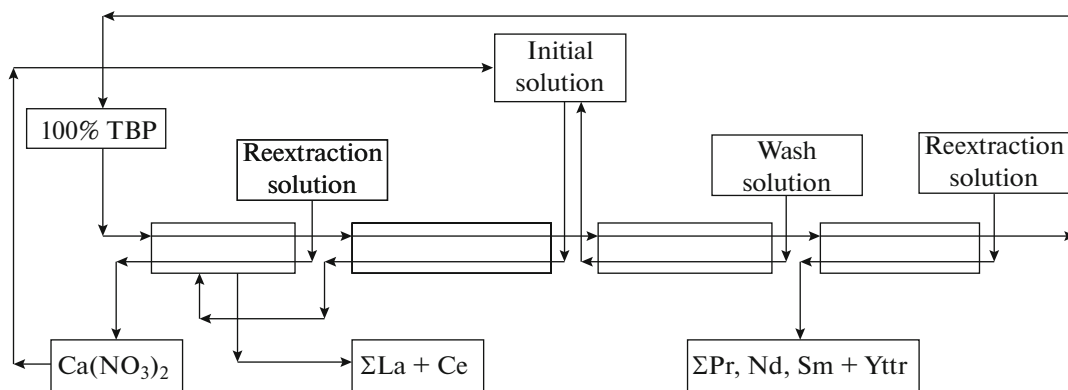 Initial
solution
100% TBP
Reextraction
solution
Wash
solution
Reextraction
solution
Ca(NO₃)₂
ΣLa + Ce
ΣPr, Nd, Sm + Yttr